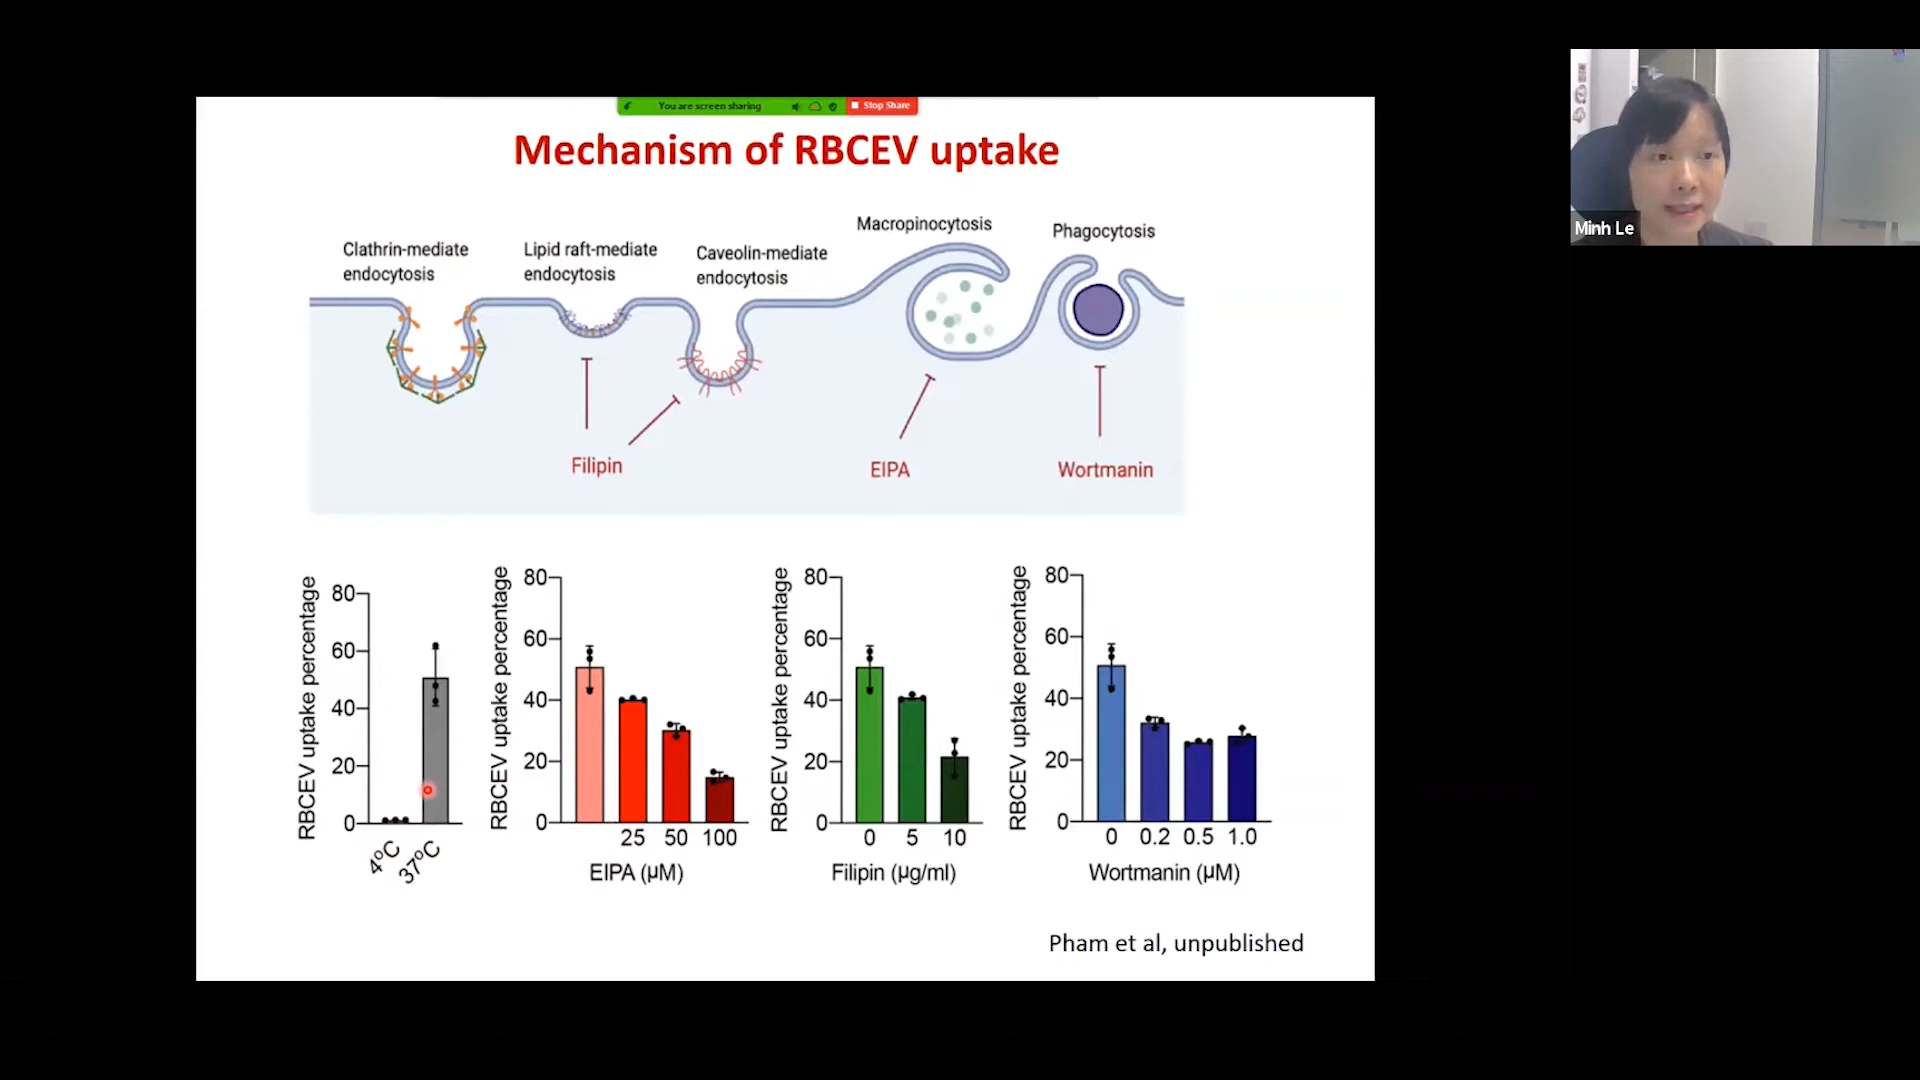 You are screen sharing
Stop Share
Mechanism of RBCEV uptake
Clathrin-mediate
endocytosis
Lipid raft-mediate
endocytosis
Caveolin-mediate
endocytosis
Macropinocytosis
Phagocytosis
Filipin
EIPA
Wortmanin
RBCEV uptake percentage
80
60
40
20
0
4ºC
37ºC
RBCEV uptake percentage
80
60
40
20
0
25 50 100
EIPA (µM)
RBCEV uptake percentage
80
60
40
20
0
0 5 10
Filipin (µg/ml)
RBCEV uptake percentage
80
60
40
20
0
0 0.2 0.5 1.0
Wortmanin (µM)
Pham et al, unpublished
Minh Le